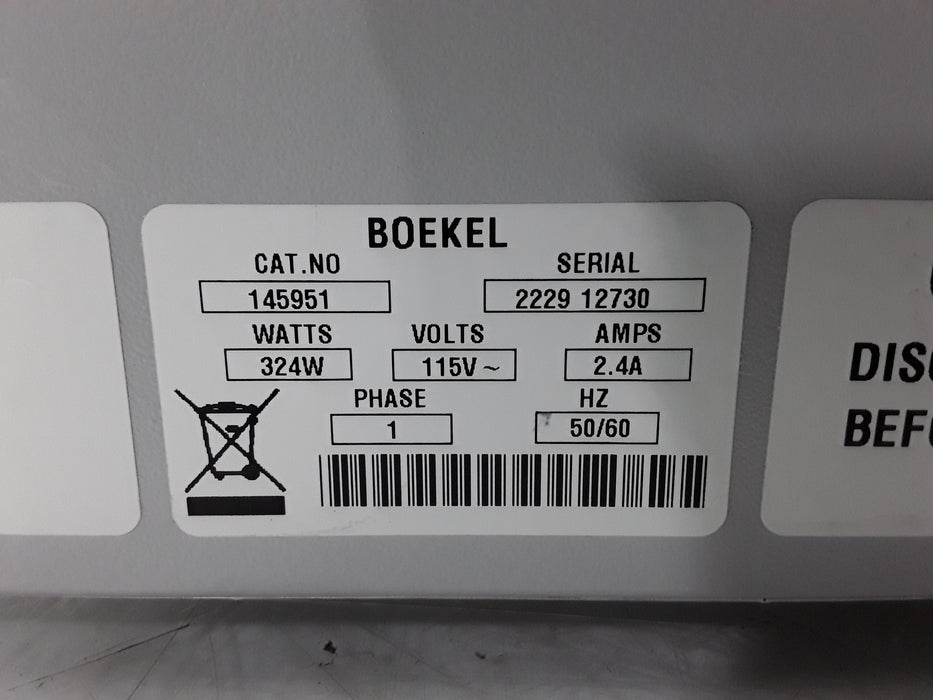 BOEKEL
CAT.NO SERIAL
145951 2229 12730
WATTS VOLTS AMPS
324W 115V ~ 2.4A
PHASE HZ
1 50/60